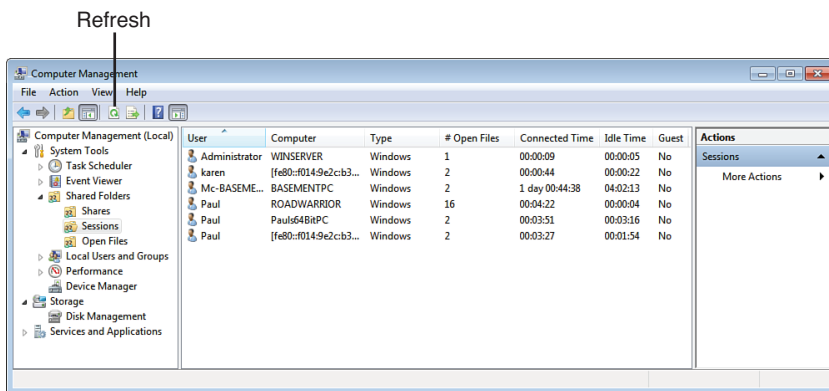 Refresh
Computer Management
File Action View Help
Computer Management (Local)
System Tools
Task Scheduler
Event Viewer
Shared Folders
Shares
Sessions
Open Files
Local Users and Groups
Performance
Device Manager
Storage
Disk Management
Services and Applications
User Computer Type # Open Files Connected Time Idle Time Guest
Administrator WINSERVER Windows 1 00:00:09 00:00:05 No
karen [fe80::f014:9e2c:b3... Windows 2 00:00:44 00:00:22 No
Mc-BASEME... BASEMENTPC Windows 2 1 day 00:44:38 04:02:13 No
Paul ROADWARRIOR Windows 16 00:04:22 00:00:04 No
Paul Pauls64BitPC Windows 2 00:03:51 00:03:16 No
Paul [fe80::f014:9e2c:b3... Windows 2 00:03:27 00:01:54 No
Actions
Sessions
More Actions